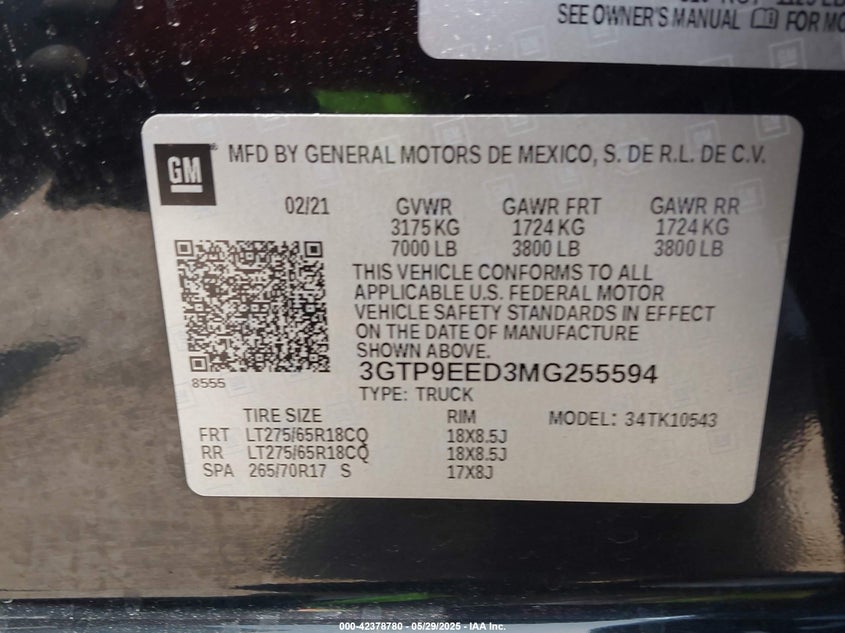 SEE OWNER'S MANUAL FOR MO
GM
MFD BY GENERAL MOTORS DE MEXICO, S. DE R.L. DE C.V.
02/21 GVWR GAWR FRT GAWR RR
3175 KG 1724 KG 1724 KG
7000 LB 3800 LB 3800 LB
THIS VEHICLE CONFORMS TO ALL
APPLICABLE U.S. FEDERAL MOTOR
VEHICLE SAFETY STANDARDS IN EFFECT
ON THE DATE OF MANUFACTURE
SHOWN ABOVE.
8555
3GTP9EED3MG255594
TYPE: TRUCK
TIRE SIZE RIM MODEL: 34TK10543
FRT LT275/65R18CQ 18X8.5J
RR LT275/65R18CQ 18X8.5J
SPA 265/70R17 S 17X8J
000-42378780 - 05/29/2025 - IAA Inc.